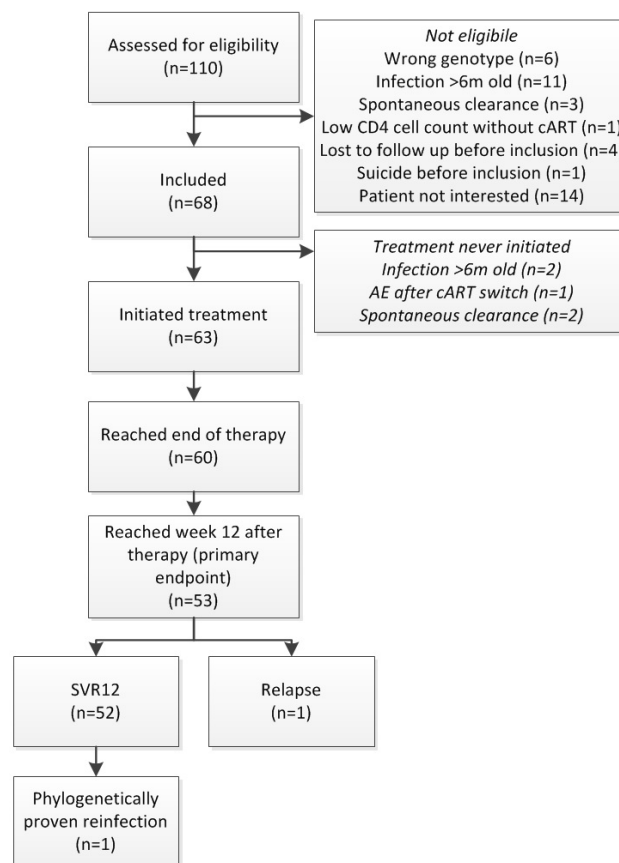 Assessed for eligibility
(n=110)
Not eligibile
Wrong genotype (n=6)
Infection >6m old (n=11)
Spontaneous clearance (n=3)
Low CD4 cell count without cART (n=1)
Lost to follow up before inclusion (n=4
Suicide before inclusion (n=1)
Patient not interested (n=14)
Included
(n=68)
Treatment never initiated
Infection >6m old (n=2)
AE after cART switch (n=1)
Spontaneous clearance (n=2)
Initiated treatment
(n=63)
Reached end of therapy
(n=60)
Reached week 12 after
therapy (primary
endpoint)
(n=53)
SVR12
(n=52)
Relapse
(n=1)
Phylogenetically
proven reinfection
(n=1)